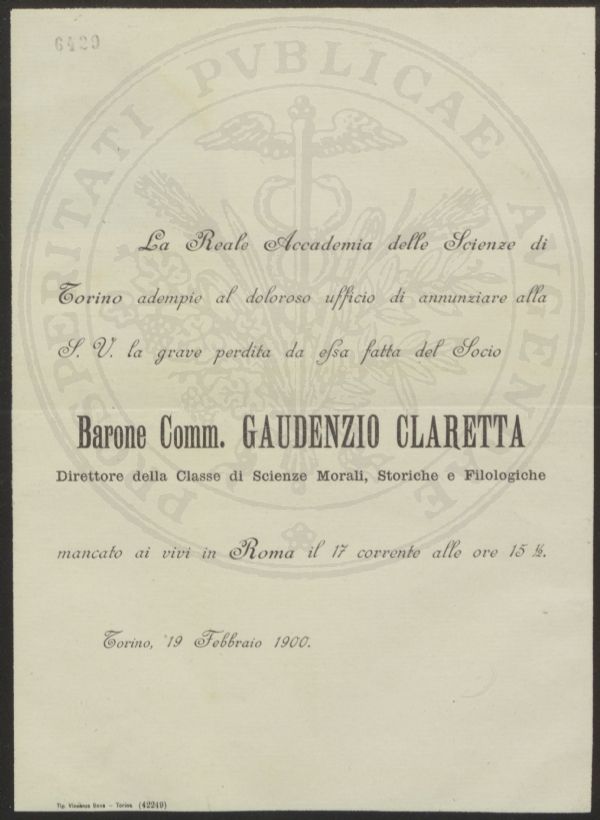 6429
PROSPERITATI PVBLICAE AVGENDAE
La Reale Accademia delle Scienze di
Torino adempie al doloroso ufficio di annunziare alla
S. V. la grave perdita da essa fatta del Socio
Barone Comm. GAUDENZIO CLARETTA
Direttore della Classe di Scienze Morali, Storiche e Filologiche
mancato ai vivi in Roma il 17 corrente alle ore 15 ½.
Torino, 19 Febbraio 1900.
Tip. Vincenzo Bona - Torino (42249)